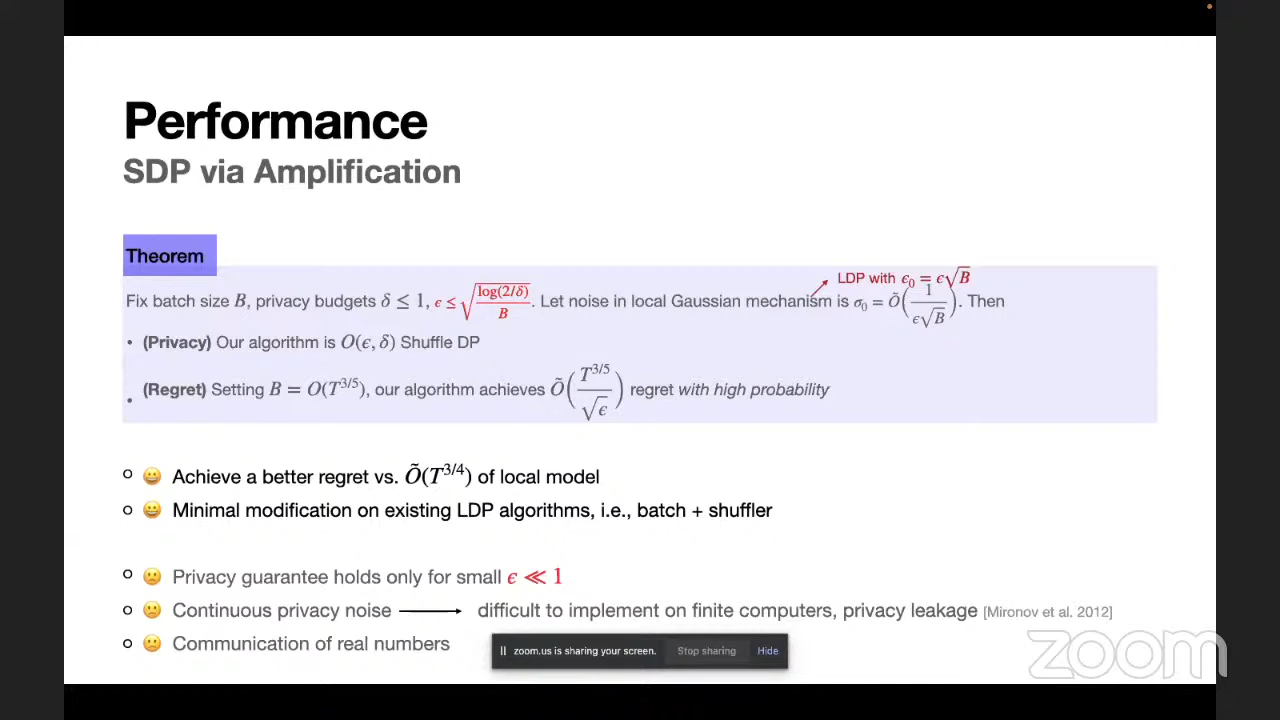 Performance
SDP via Amplification
Theorem
LDP with ϵ₀ = ϵ√B
Fix batch size B, privacy budgets δ ≤ 1, ϵ ≤ √(log(2/δ)/B). Let noise in local Gaussian mechanism is σ₀ = Õ(1/(ϵ√B)). Then
• (Privacy) Our algorithm is O(ϵ, δ) Shuffle DP
• (Regret) Setting B = O(T^{3/5}), our algorithm achieves Õ(T^{3/5}/√ϵ) regret with high probability
😀 Achieve a better regret vs. Õ(T^{3/4}) of local model
😀 Minimal modification on existing LDP algorithms, i.e., batch + shuffler
🙁 Privacy guarantee holds only for small ϵ ≪ 1
🙁 Continuous privacy noise ⟶ difficult to implement on finite computers, privacy leakage [Mironov et al. 2012]
🙁 Communication of real numbers
zoom.us is sharing your screen. Stop sharing Hide
zoom